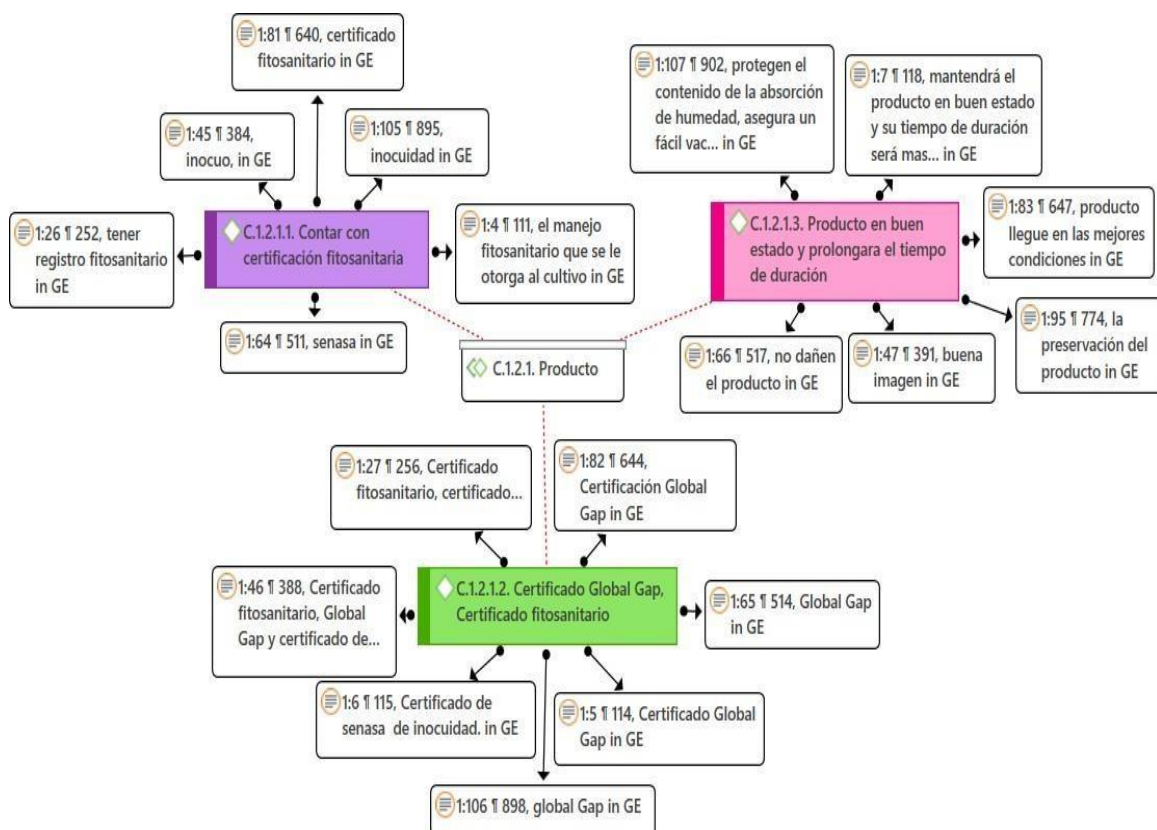 1:81 ¶ 640, certificado
fitosanitario in GE
1:45 ¶ 384,
inocuo, in GE
1:105 ¶ 895,
inocuidad in GE
1:26 ¶ 252, tener
registro fitosanitario
in GE
C.1.2.1.1. Contar con
certificación fitosanitaria
1:4 ¶ 111, el manejo
fitosanitario que se le
otorga al cultivo in GE
1:64 ¶ 511, senasa in GE
1:107 ¶ 902, protegen el
contenido de la absorción
de humedad, asegura un
fácil vac... in GE
1:7 ¶ 118, mantendrá el
producto en buen estado
y su tiempo de duración
será mas... in GE
C.1.2.1.3. Producto en buen
estado y prolongara el tiempo
de duración
1:83 ¶ 647, producto
llegue en las mejores
condiciones in GE
1:95 ¶ 774, la
preservación del
producto in GE
1:66 ¶ 517, no dañen
el producto in GE
1:47 ¶ 391, buena
imagen in GE
C.1.2.1. Producto
1:27 ¶ 256, Certificado
fitosanitario, certificado...
1:82 ¶ 644,
Certificación Global
Gap in GE
1:46 ¶ 388, Certificado
fitosanitario, Global
Gap y certificado de...
C.1.2.1.2. Certificado Global Gap,
Certificado fitosanitario
1:65 ¶ 514, Global Gap
in GE
1:6 ¶ 115, Certificado de
senasa de inocuidad. in GE
1:5 ¶ 114, Certificado Global
Gap in GE
1:106 ¶ 898, global Gap in GE